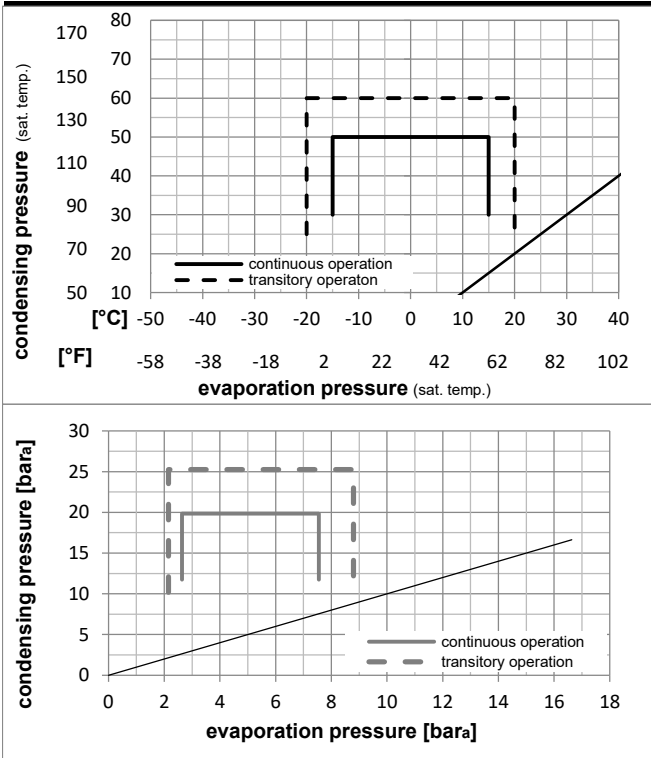 condensing pressure (sat. temp.)
170 80
70
150
60
130
50
110
40
90
30
70 20
50 10
continuous operation
transitory operaton
[°C] -50 -40 -30 -20 -10 0 10 20 30 40
[°F] -58 -38 -18 2 22 42 62 82 102
evaporation pressure (sat. temp.)
condensing pressure [bara]
30
25
20
15
10
5
0
continuous operation
transitory operation
0 2 4 6 8 10 12 14 16 18
evaporation pressure [bara]